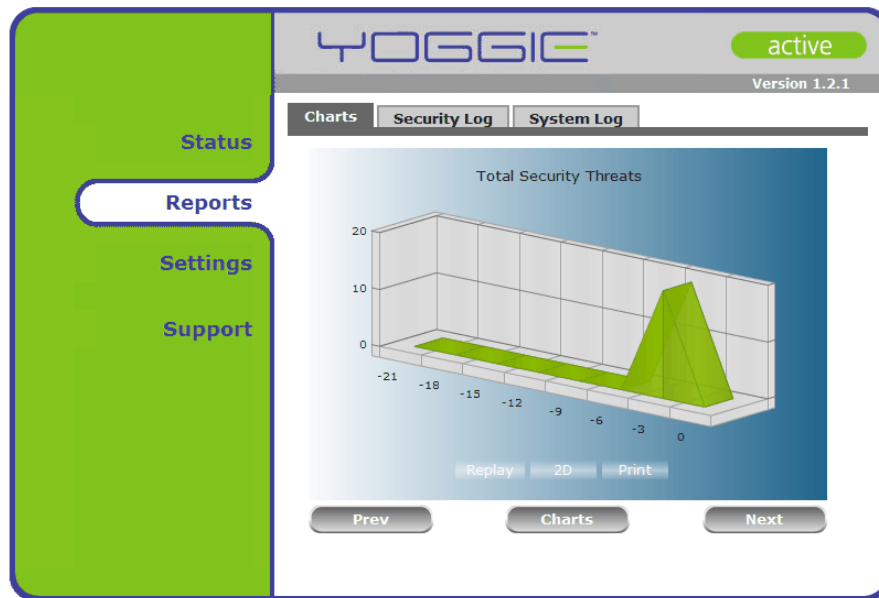 YOGGIE™
active
Version 1.2.1
Charts Security Log System Log
Status
Reports
Settings
Support
Total Security Threats
20
10
0
-21 -18 -15 -12 -9 -6 -3 0
Replay 2D Print
Prev Charts Next